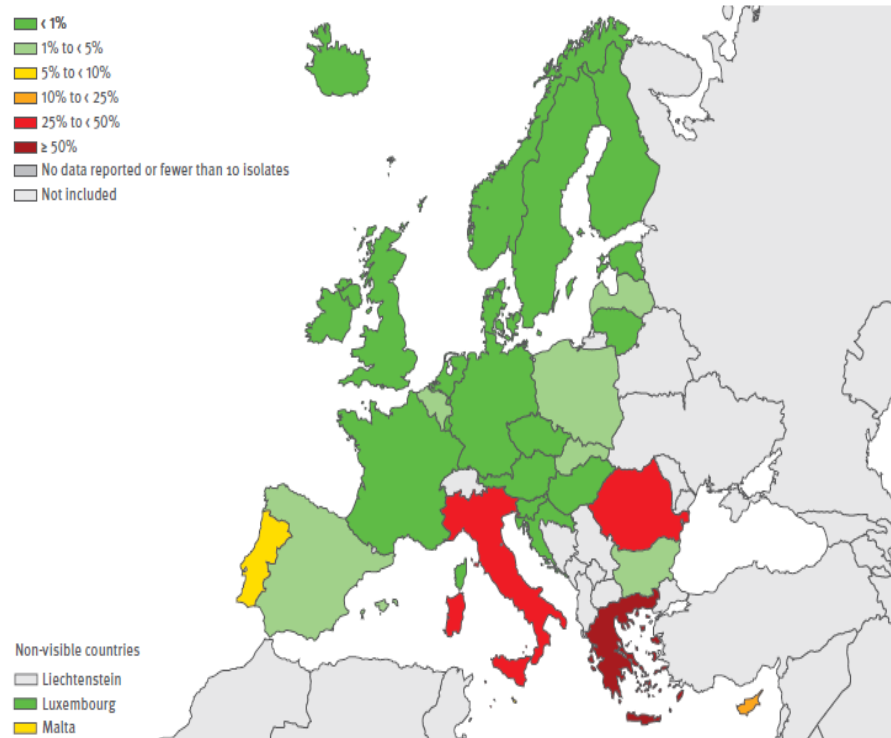 < 1%
1% to < 5%
5% to < 10%
10% to < 25%
25% to < 50%
≥ 50%
No data reported or fewer than 10 isolates
Not included
Non-visible countries
Liechtenstein
Luxembourg
Malta